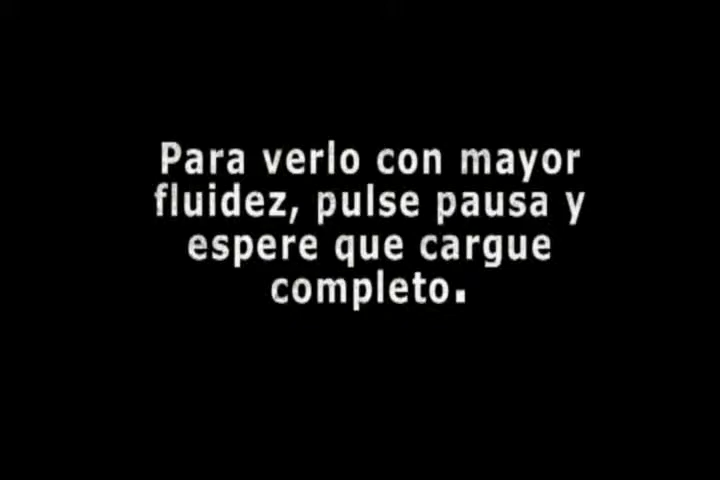 Para verlo con mayor
fluidez, pulse pausa y
espere que cargue
completo.